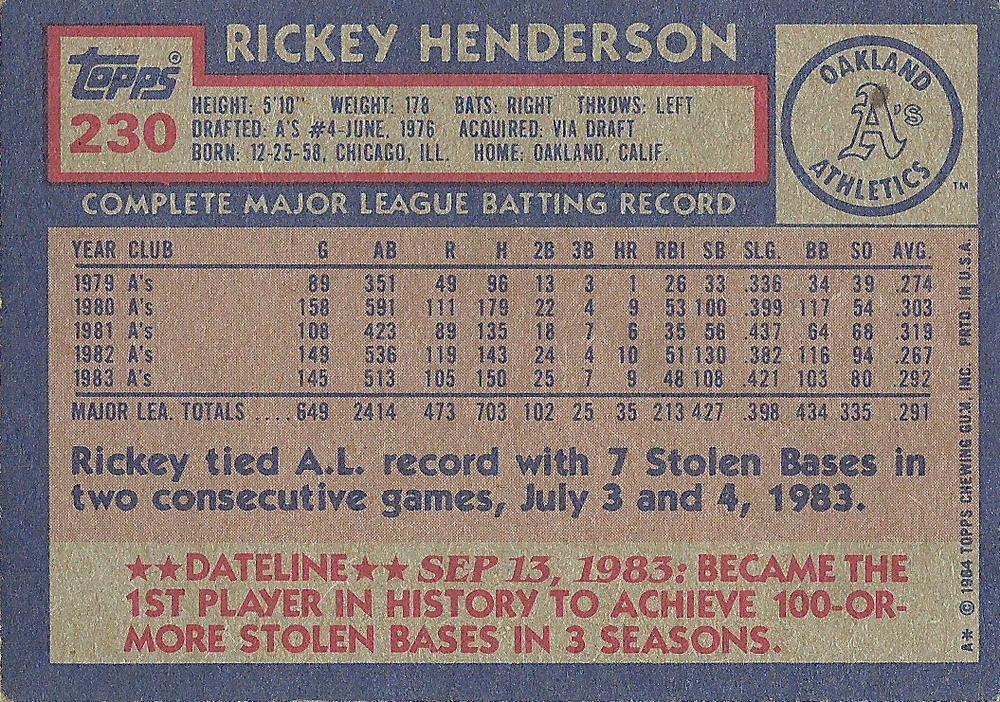 RICKEY HENDERSON
Topps®
230
HEIGHT: 5'10" WEIGHT: 178 BATS: RIGHT THROWS: LEFT
DRAFTED: A'S #4-JUNE, 1976 ACQUIRED: VIA DRAFT
BORN: 12-25-58, CHICAGO, ILL. HOME: OAKLAND, CALIF.
OAKLAND
A's
ATHLETICS
TM
COMPLETE MAJOR LEAGUE BATTING RECORD
YEAR CLUB G AB R H 2B 3B HR RBI SB SLG. BB SO AVG.
1979 A's 89 351 49 96 13 3 1 26 33 .336 34 39 .274
1980 A's 158 591 111 179 22 4 9 53 100 .399 117 54 .303
1981 A's 108 423 89 135 18 7 6 35 56 .437 64 68 .319
1982 A's 149 536 119 143 24 4 10 51 130 .382 116 94 .267
1983 A's 145 513 105 150 25 7 9 48 108 .421 103 80 .292
MAJOR LEA. TOTALS .... 649 2414 473 703 102 25 35 213 427 .398 434 335 .291
Rickey tied A.L. record with 7 Stolen Bases in
two consecutive games, July 3 and 4, 1983.
★★DATELINE★★ SEP 13, 1983: BECAME THE
1ST PLAYER IN HISTORY TO ACHIEVE 100-OR-
MORE STOLEN BASES IN 3 SEASONS.
A* © 1984 TOPPS CHEWING GUM, INC. PRTD. IN U.S.A.